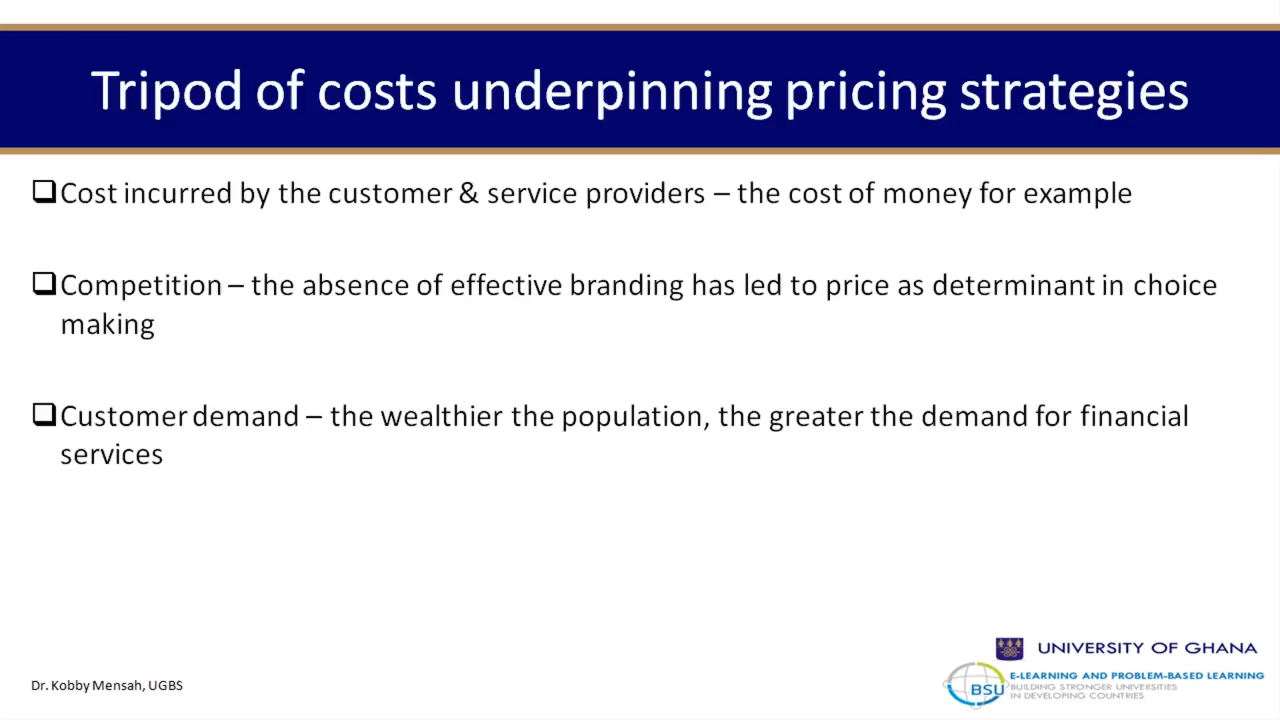 Tripod of costs underpinning pricing strategies
❑Cost incurred by the customer & service providers – the cost of money for example
❑Competition – the absence of effective branding has led to price as determinant in choice
making
❑Customer demand – the wealthier the population, the greater the demand for financial
services
UNIVERSITY OF GHANA
Dr. Kobby Mensah, UGBS
BSU
E-LEARNING AND PROBLEM-BASED LEARNING
BUILDING STRONGER UNIVERSITIES
IN DEVELOPING COUNTRIES